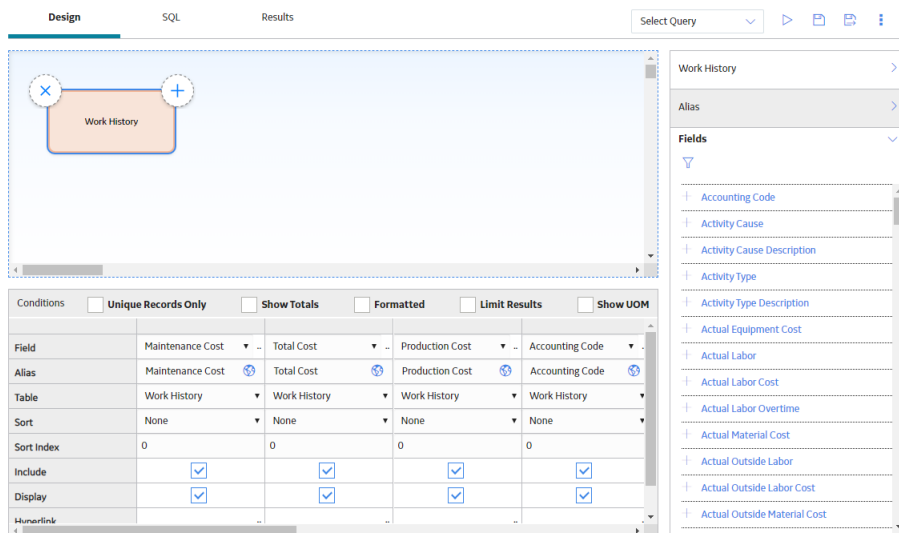 Design SQL Results Select Query
Work History
Work History
Alias
Fields
Accounting Code
Activity Cause
Activity Cause Description
Activity Type
Activity Type Description
Actual Equipment Cost
Actual Labor
Actual Labor Cost
Actual Labor Overtime
Actual Material Cost
Actual Outside Labor
Actual Outside Labor Cost
Actual Outside Material Cost
Conditions Unique Records Only Show Totals Formatted Limit Results Show UOM
Field Maintenance Cost .. Total Cost .. Production Cost .. Accounting Code
Alias Maintenance Cost Total Cost Production Cost Accounting Code
Table Work History Work History Work History Work History
Sort None None None None
Sort Index 0 0 0 0
Include
Display
Hyperlink